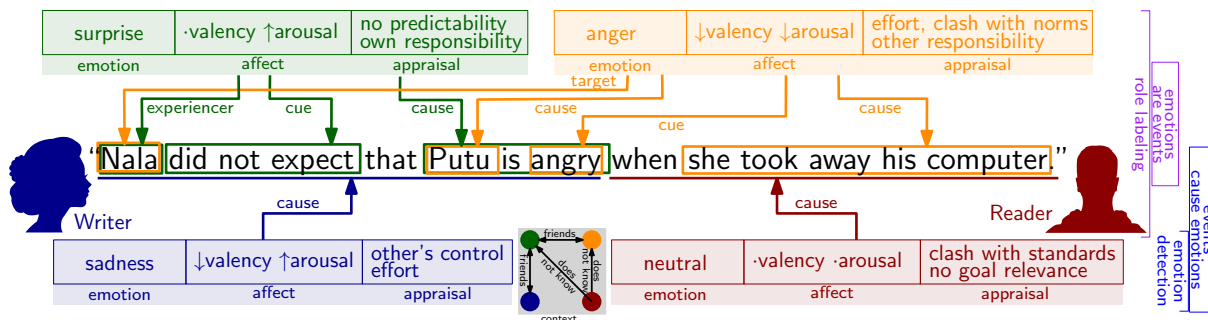 surprise
·valency ↑arousal
no predictability
own responsibility
emotion
affect
appraisal
anger
↓valency ↓arousal
effort, clash with norms
other responsibility
emotion
affect
appraisal
target
experiencer
cue
cause
cause
cue
cause
“Nala did not expect that Putu is angry when she took away his computer.”
Writer
cause
cause
Reader
sadness
↓valency ↑arousal
other's control
effort
emotion
affect
appraisal
friends
friends
does
not know
does
not know
context
neutral
·valency ·arousal
clash with standards
no goal relevance
emotion
affect
appraisal
emotions
are events
role labeling
events
cause emotions
emotion
detection